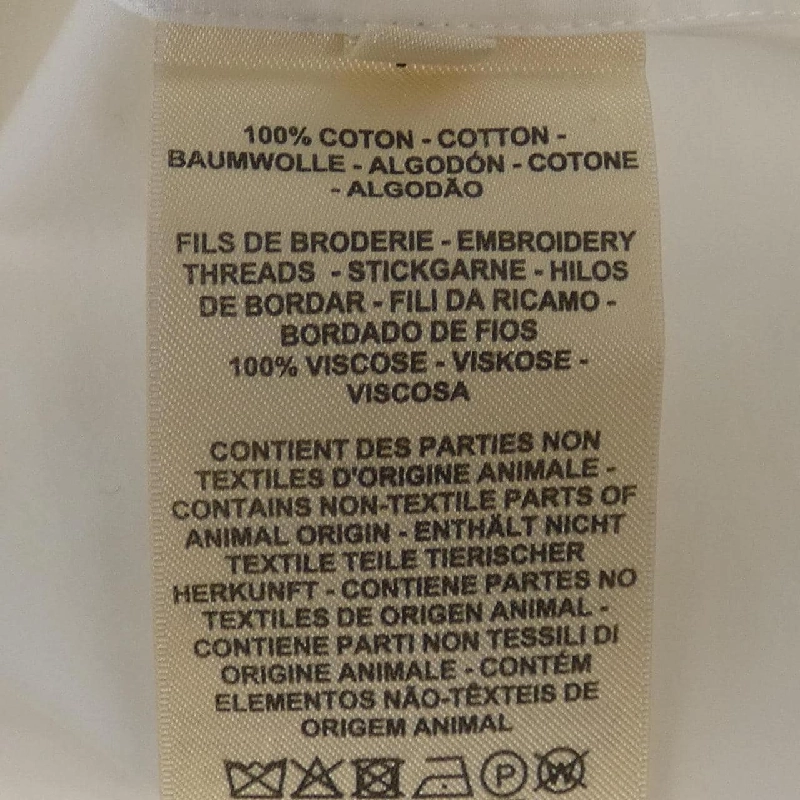 100% COTON - COTTON -
BAUMWOLLE - ALGODÓN - COTONE
- ALGODÃO
FILS DE BRODERIE - EMBROIDERY
THREADS - STICKGARNE - HILOS
DE BORDAR - FILI DA RICAMO -
BORDADO DE FIOS
100% VISCOSE - VISKOSE -
VISCOSA
CONTIENT DES PARTIES NON
TEXTILES D'ORIGINE ANIMALE -
CONTAINS NON-TEXTILE PARTS OF
ANIMAL ORIGIN - ENTHÄLT NICHT
TEXTILE TEILE TIERISCHER
HERKUNFT - CONTIENE PARTES NO
TEXTILES DE ORIGEN ANIMAL -
CONTIENE PARTI NON TESSILI DI
ORIGINE ANIMALE - CONTÉM
ELEMENTOS NÃO-TÊXTEIS DE
ORIGEM ANIMAL
P W